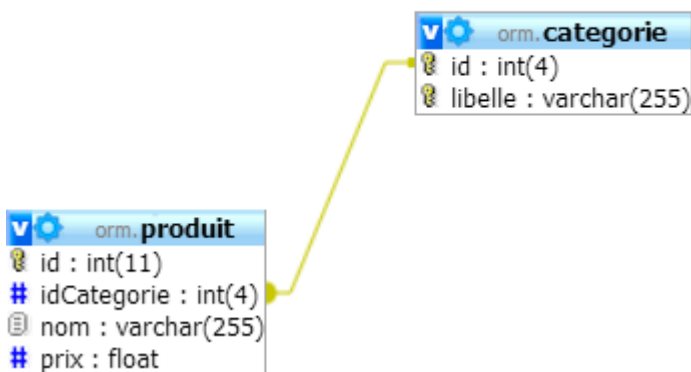 v orm.categorie
id : int(4)
libelle : varchar(255)
v orm.produit
id : int(11)
# idCategorie : int(4)
nom : varchar(255)
# prix : float